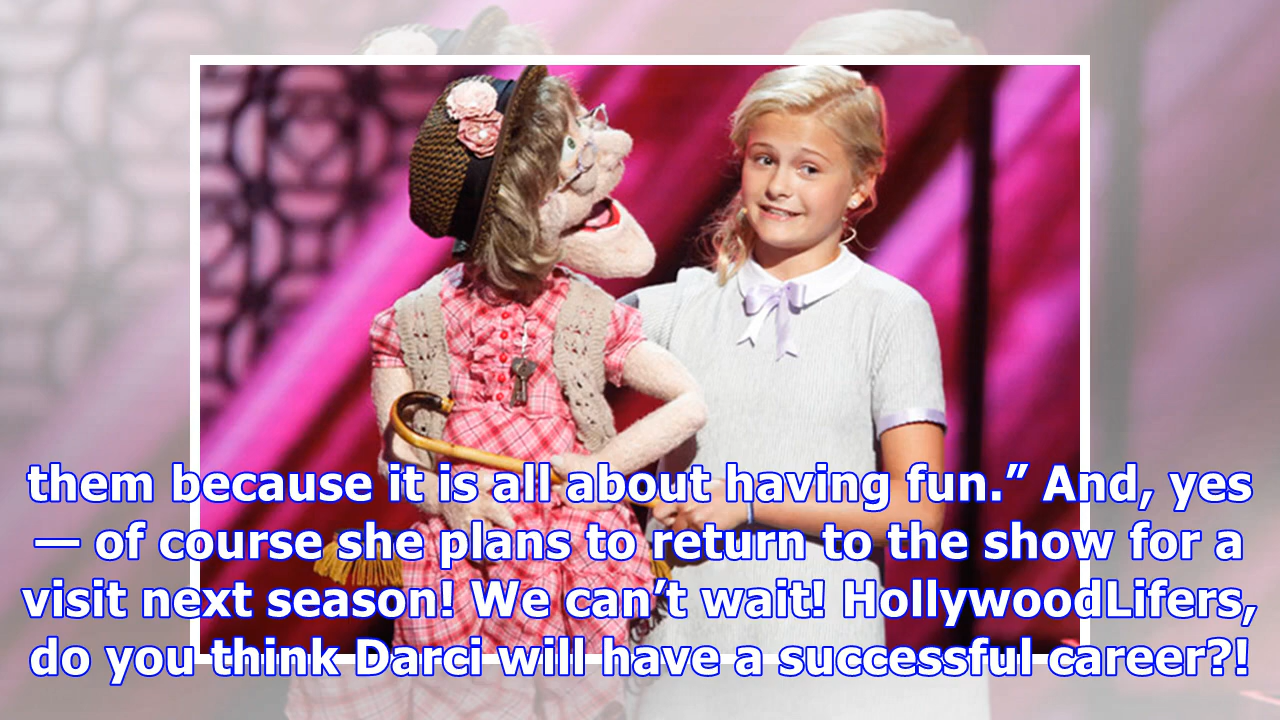 them because it is all about having fun.” And, yes
— of course she plans to return to the show for a
visit next season! We can’t wait! HollywoodLifers,
do you think Darci will have a successful career?!